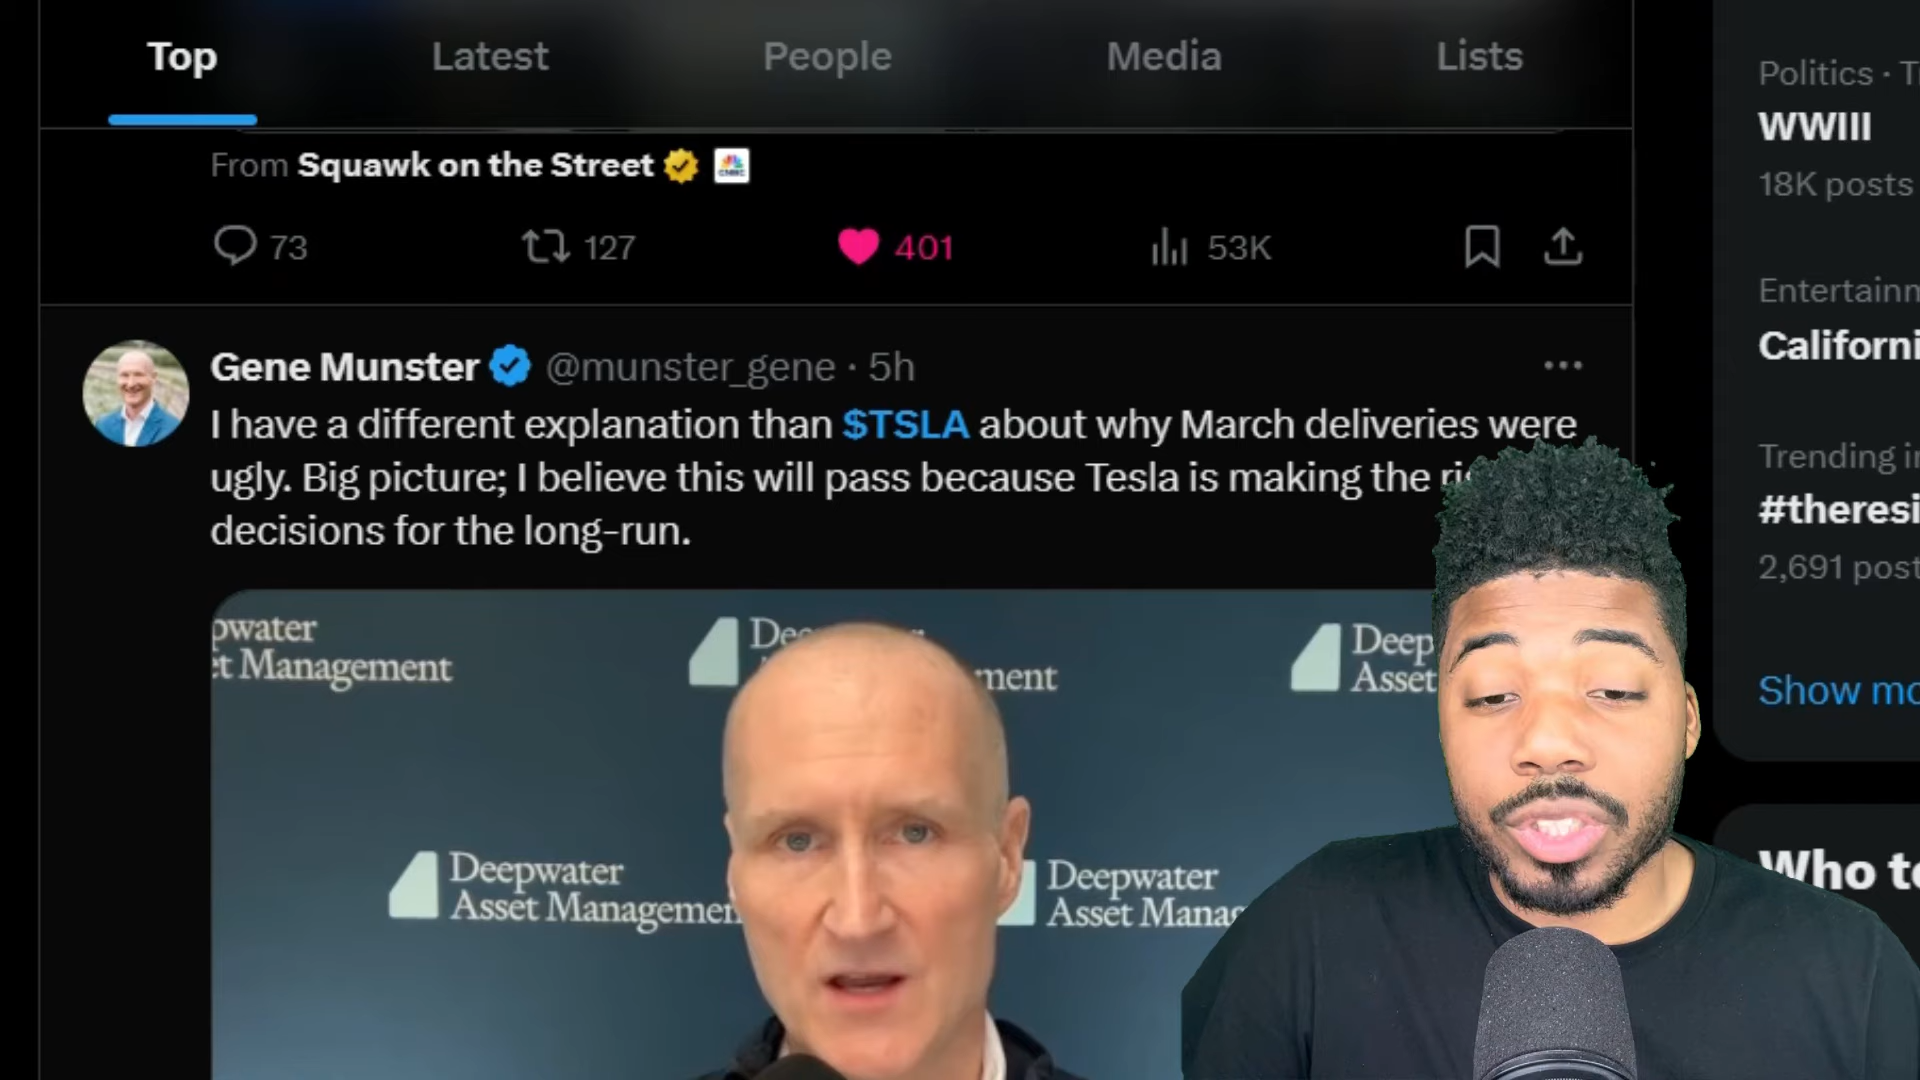 Top Latest People Media Lists
From Squawk on the Street CNBC
73 127 401 53K
Gene Munster @munster_gene · 5h
I have a different explanation than $TSLA about why March deliveries were
ugly. Big picture; I believe this will pass because Tesla is making the
decisions for the long-run.
Asset Management
Deepwater
Asset
Deepwater
Asset Management
Deepwater
Asset
Politics ·
WWIII
18K posts
Trending
2,691
Show
Who